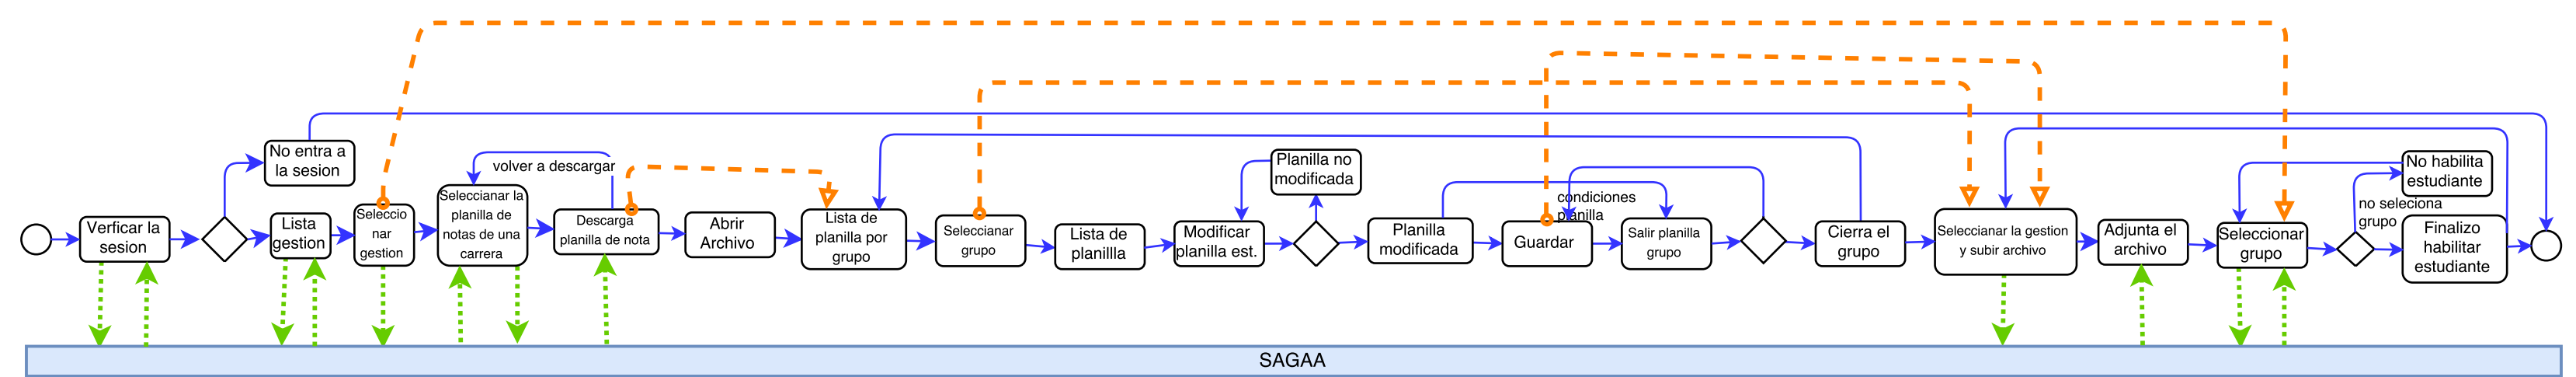 Verficar la
sesion
No entra a
la sesion
Lista
gestion
Seleccio
nar
gestion
Seleccianar la
planilla de
notas de una
carrera
volver a descargar
Descarga
planilla de nota
Abrir
Archivo
Lista de
planilla por
grupo
Seleccianar
grupo
Lista de
planillla
Modificar
planilla est.
Planilla no
modificada
Planilla
modificada
condiciones
planilla
Guardar
Salir planilla
grupo
Cierra el
grupo
Seleccianar la gestion
y subir archivo
Adjunta el
archivo
Seleccionar
grupo
no seleciona
grupo
No habilita
estudiante
Finalizo
habilitar
estudiante
SAGAA